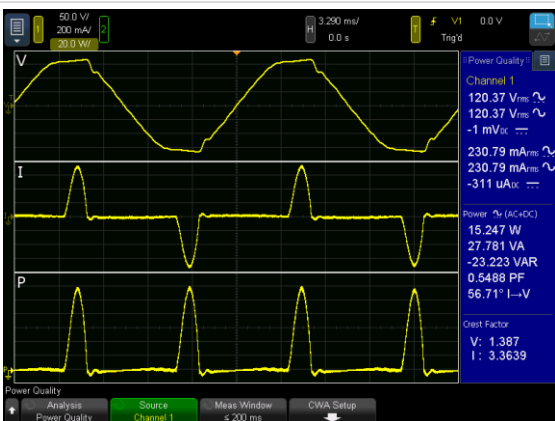 50.0 V/
200 mA/
20.0 W/
1
2
H
3.290 ms/
0.0 s
T
V1
0.0 V
Trig'd
V
I
P
Power Quality
Channel 1
120.37 Vrms
120.37 Vrms
-1 mVDC
230.79 mArms
230.79 mArms
-311 uADC
Power (AC+DC)
15.247 W
27.781 VA
-23.223 VAR
0.5488 PF
56.71° I→V
Crest Factor
V: 1.387
I: 3.3639
Power Quality
Analysis
Power Quality
Source
Channel 1
Meas Window
≤ 200 ms
CWA Setup